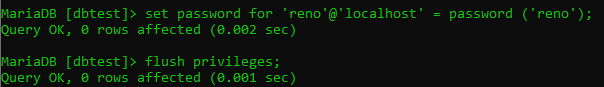 MariaDB [dbtest]> set password for 'reno'@'localhost' = password ('reno');
Query OK, 0 rows affected (0.002 sec)
MariaDB [dbtest]> flush privileges;
Query OK, 0 rows affected (0.001 sec)